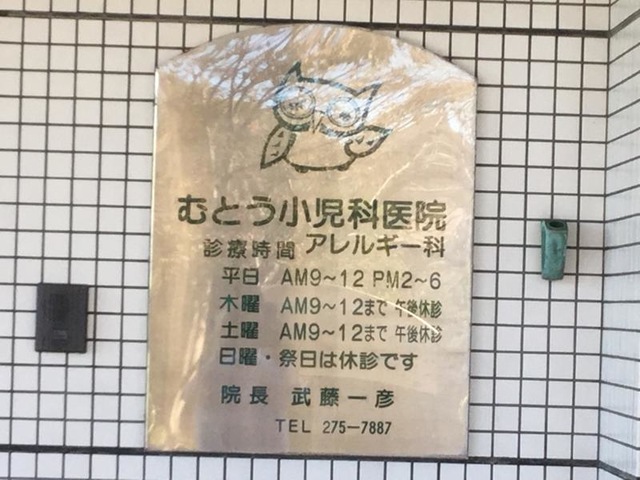 むとう小児科医院
アレルギー科
診療時間
平日 AM9～12 PM2～6
木曜 AM9～12まで 午後休診
土曜 AM9～12まで 午後休診
日曜・祭日は休診です
院長 武藤一彦
TEL 275-7887